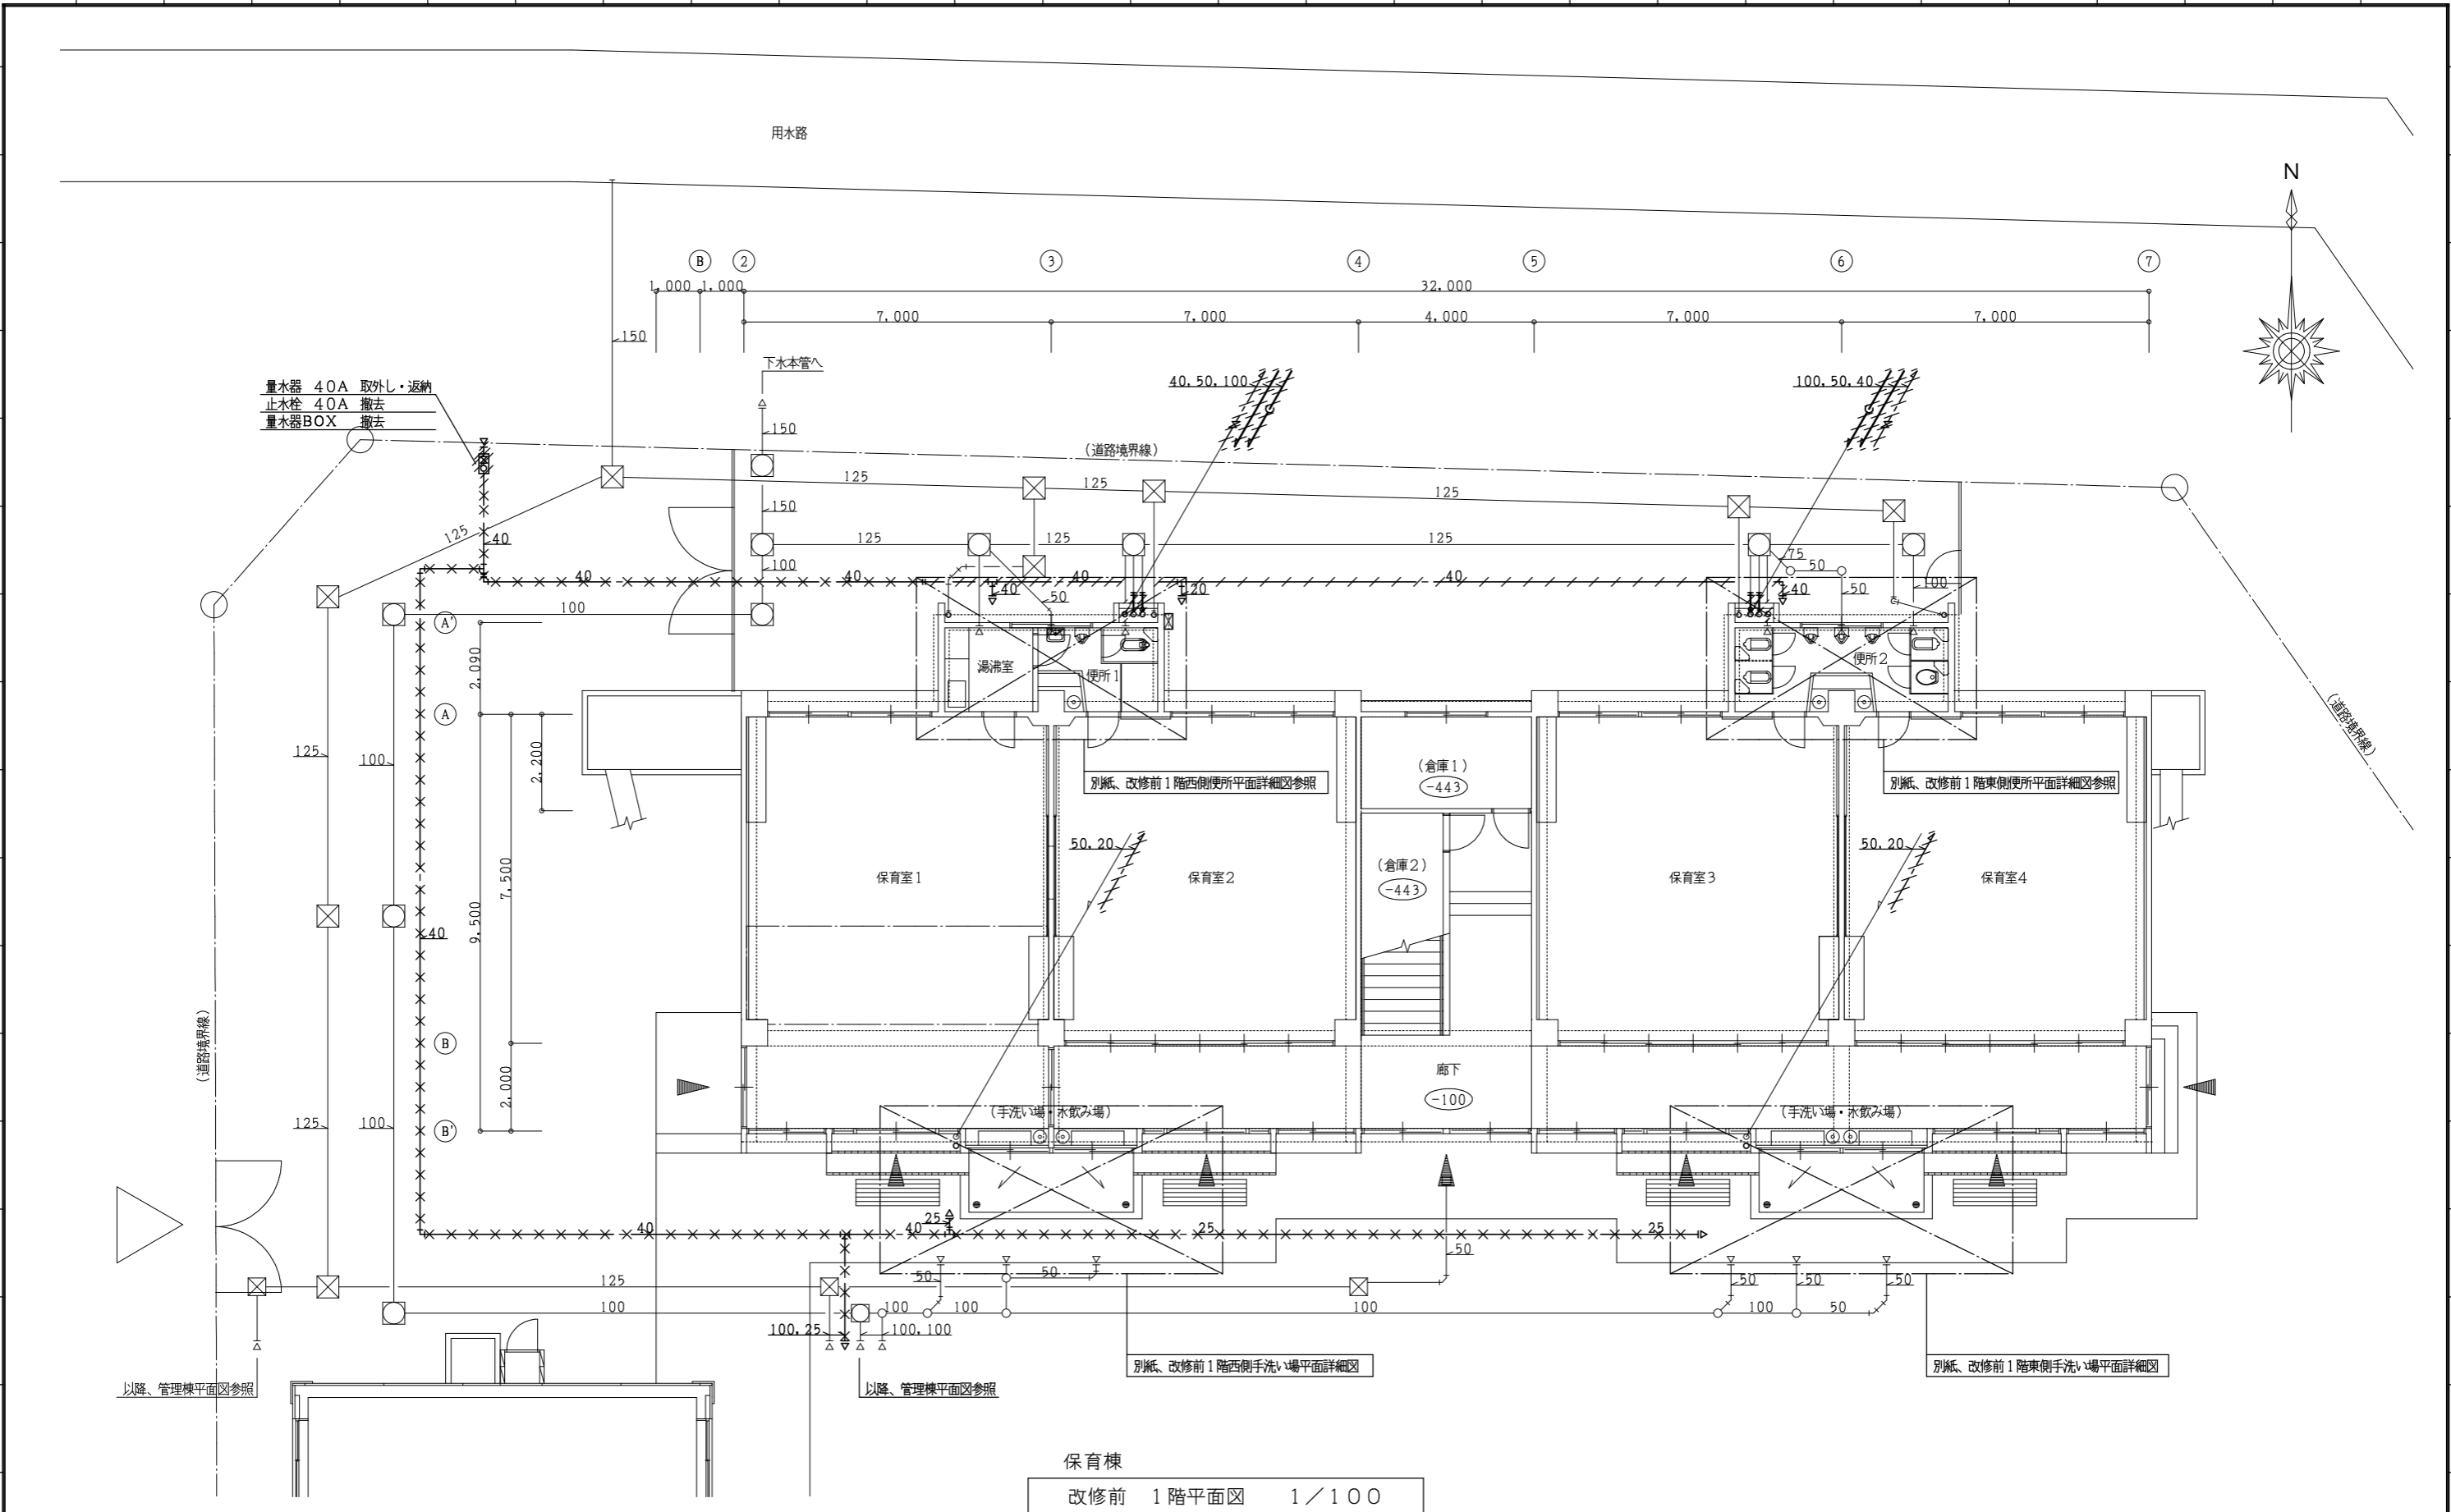 用水路
N
B
2
3
4
5
6
7
1,000
1,000
32,000
7,000
7,000
4,000
7,000
7,000
150
下水本管へ
量水器 40A 取外し・返納
止水栓 40A 撤去
量水器BOX 撤去
40,50,100
100,50,40
150
(道路境界線)
125
125
125
150
125
40
125
125
125
75
50
100
40
40
40
40
40
20
40
50
100
50
100
A'
2,090
湯沸室
便所1
便所2
A
(道路境界線)
125
100
2,200
別紙、改修前1階西側便所平面詳細図参照
(倉庫1)
-443
別紙、改修前1階東側便所平面詳細図参照
50,20
50,20
7,500
9,500
40
保育室1
保育室2
(倉庫2)
-443
保育室3
保育室4
(道路境界線)
B
2,000
廊下
-100
125
100
B'
(手洗い場・水飲み場)
(手洗い場・水飲み場)
40
40
25
25
25
50
125
50
50
50
50
50
100
100
100
100
100
50
100,25
100,100
別紙、改修前1階西側手洗い場平面詳細図
別紙、改修前1階東側手洗い場平面詳細図
以降、管理棟平面図参照
以降、管理棟平面図参照
保育棟
改修前 1階平面図 1/100